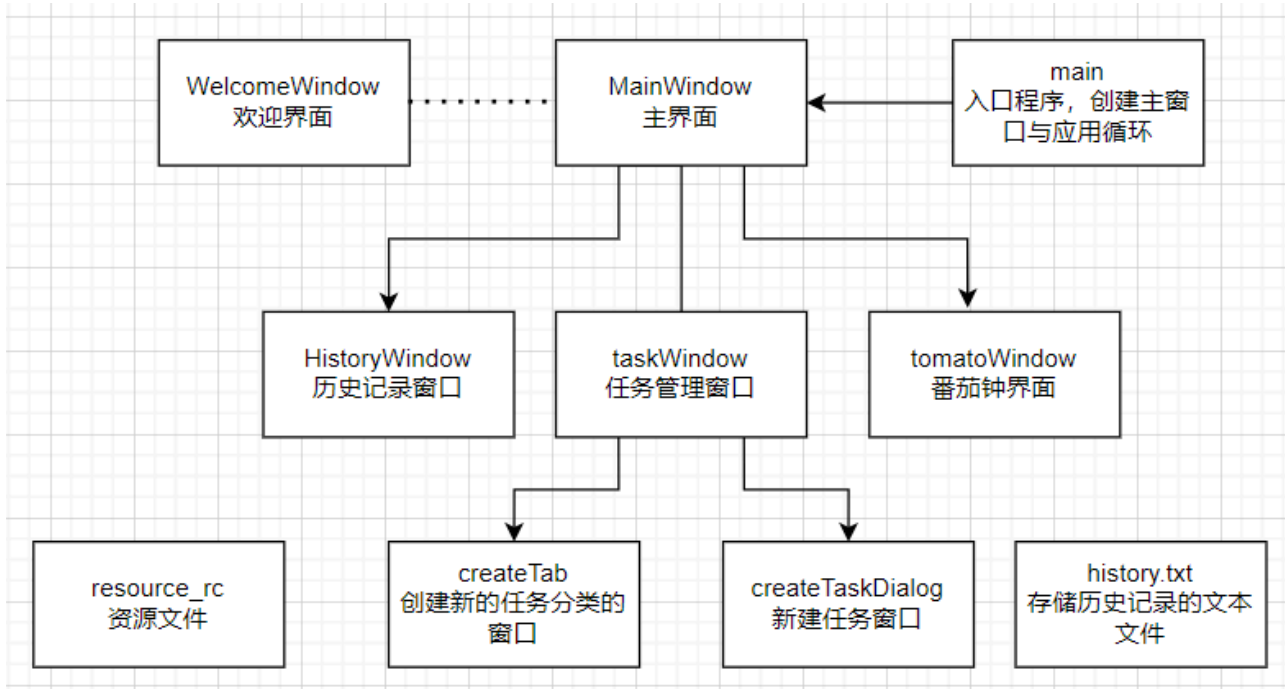 WelcomeWindow
欢迎界面
MainWindow
主界面
main
入口程序，创建主窗
口与应用循环
HistoryWindow
历史记录窗口
taskWindow
任务管理窗口
tomatoWindow
番茄钟界面
resource_rc
资源文件
createTab
创建新的任务分类的
窗口
createTaskDialog
新建任务窗口
history.txt
存储历史记录的文本
文件